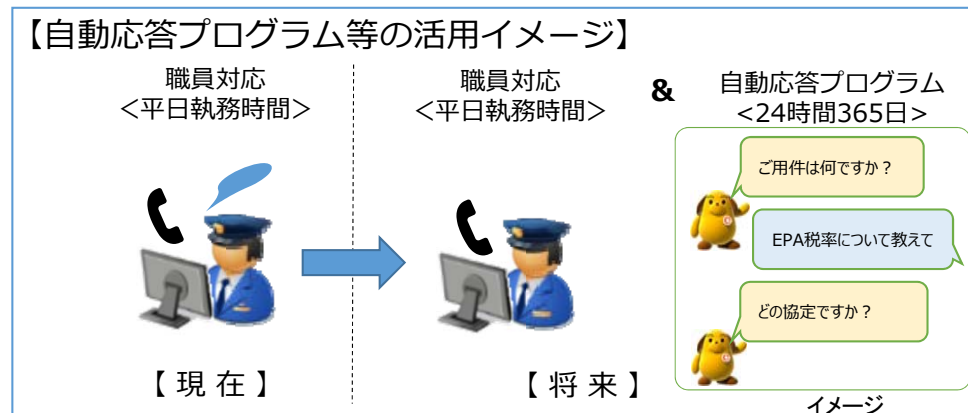 【自動応答プログラム等の活用イメージ】
職員対応
<平日執務時間>
職員対応
<平日執務時間>
&
自動応答プログラム
<24時間365日>
ご用件は何ですか？
EPA税率について教えて
どの協定ですか？
【 現 在 】
【 将 来 】
イメージ